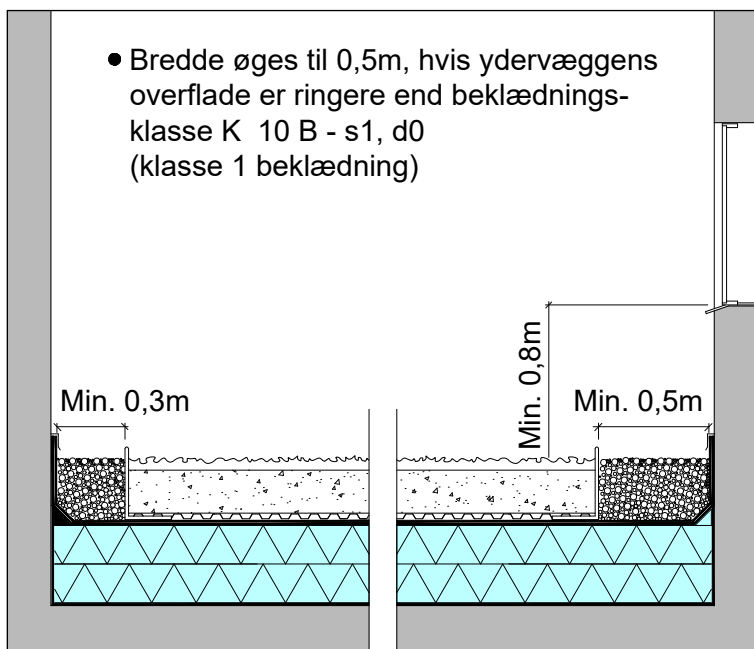 • Bredde øges til 0,5m, hvis ydervæggens
overflade er ringere end beklædnings-
klasse K 10 B - s1, d0
(klasse 1 beklædning)
Min. 0,8m
Min. 0,3m
Min. 0,5m